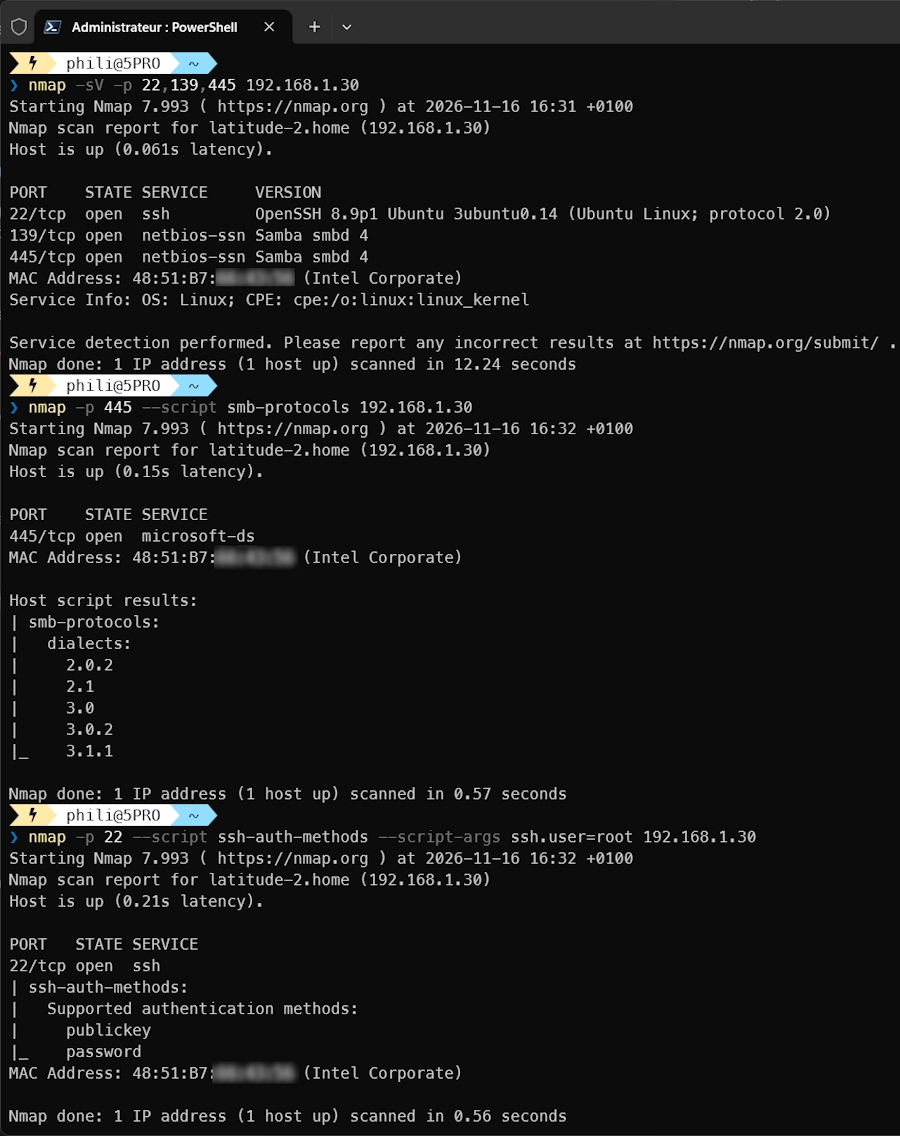 Administrateur : PowerShell
phili@5PRO ~
❯ nmap -sV -p 22,139,445 192.168.1.30
Starting Nmap 7.993 ( https://nmap.org ) at 2026-11-16 16:31 +0100
Nmap scan report for latitude-2.home (192.168.1.30)
Host is up (0.061s latency).
PORT    STATE SERVICE     VERSION
22/tcp  open  ssh         OpenSSH 8.9p1 Ubuntu 3ubuntu0.14 (Ubuntu Linux; protocol 2.0)
139/tcp open  netbios-ssn Samba smbd 4
445/tcp open  netbios-ssn Samba smbd 4
MAC Address: 48:51:B7: (Intel Corporate)
Service Info: OS: Linux; CPE: cpe:/o:linux:linux_kernel
Service detection performed. Please report any incorrect results at https://nmap.org/submit/ .
Nmap done: 1 IP address (1 host up) scanned in 12.24 seconds
phili@5PRO ~
❯ nmap -p 445 --script smb-protocols 192.168.1.30
Starting Nmap 7.993 ( https://nmap.org ) at 2026-11-16 16:32 +0100
Nmap scan report for latitude-2.home (192.168.1.30)
Host is up (0.15s latency).
PORT    STATE SERVICE
445/tcp open  microsoft-ds
MAC Address: 48:51:B7: (Intel Corporate)
Host script results:
| smb-protocols:
|   dialects:
|     2.0.2
|     2.1
|     3.0
|     3.0.2
|_    3.1.1
Nmap done: 1 IP address (1 host up) scanned in 0.57 seconds
phili@5PRO ~
❯ nmap -p 22 --script ssh-auth-methods --script-args ssh.user=root 192.168.1.30
Starting Nmap 7.993 ( https://nmap.org ) at 2026-11-16 16:32 +0100
Nmap scan report for latitude-2.home (192.168.1.30)
Host is up (0.21s latency).
PORT   STATE SERVICE
22/tcp open  ssh
| ssh-auth-methods:
|   Supported authentication methods:
|     publickey
|_    password
MAC Address: 48:51:B7: (Intel Corporate)
Nmap done: 1 IP address (1 host up) scanned in 0.56 seconds